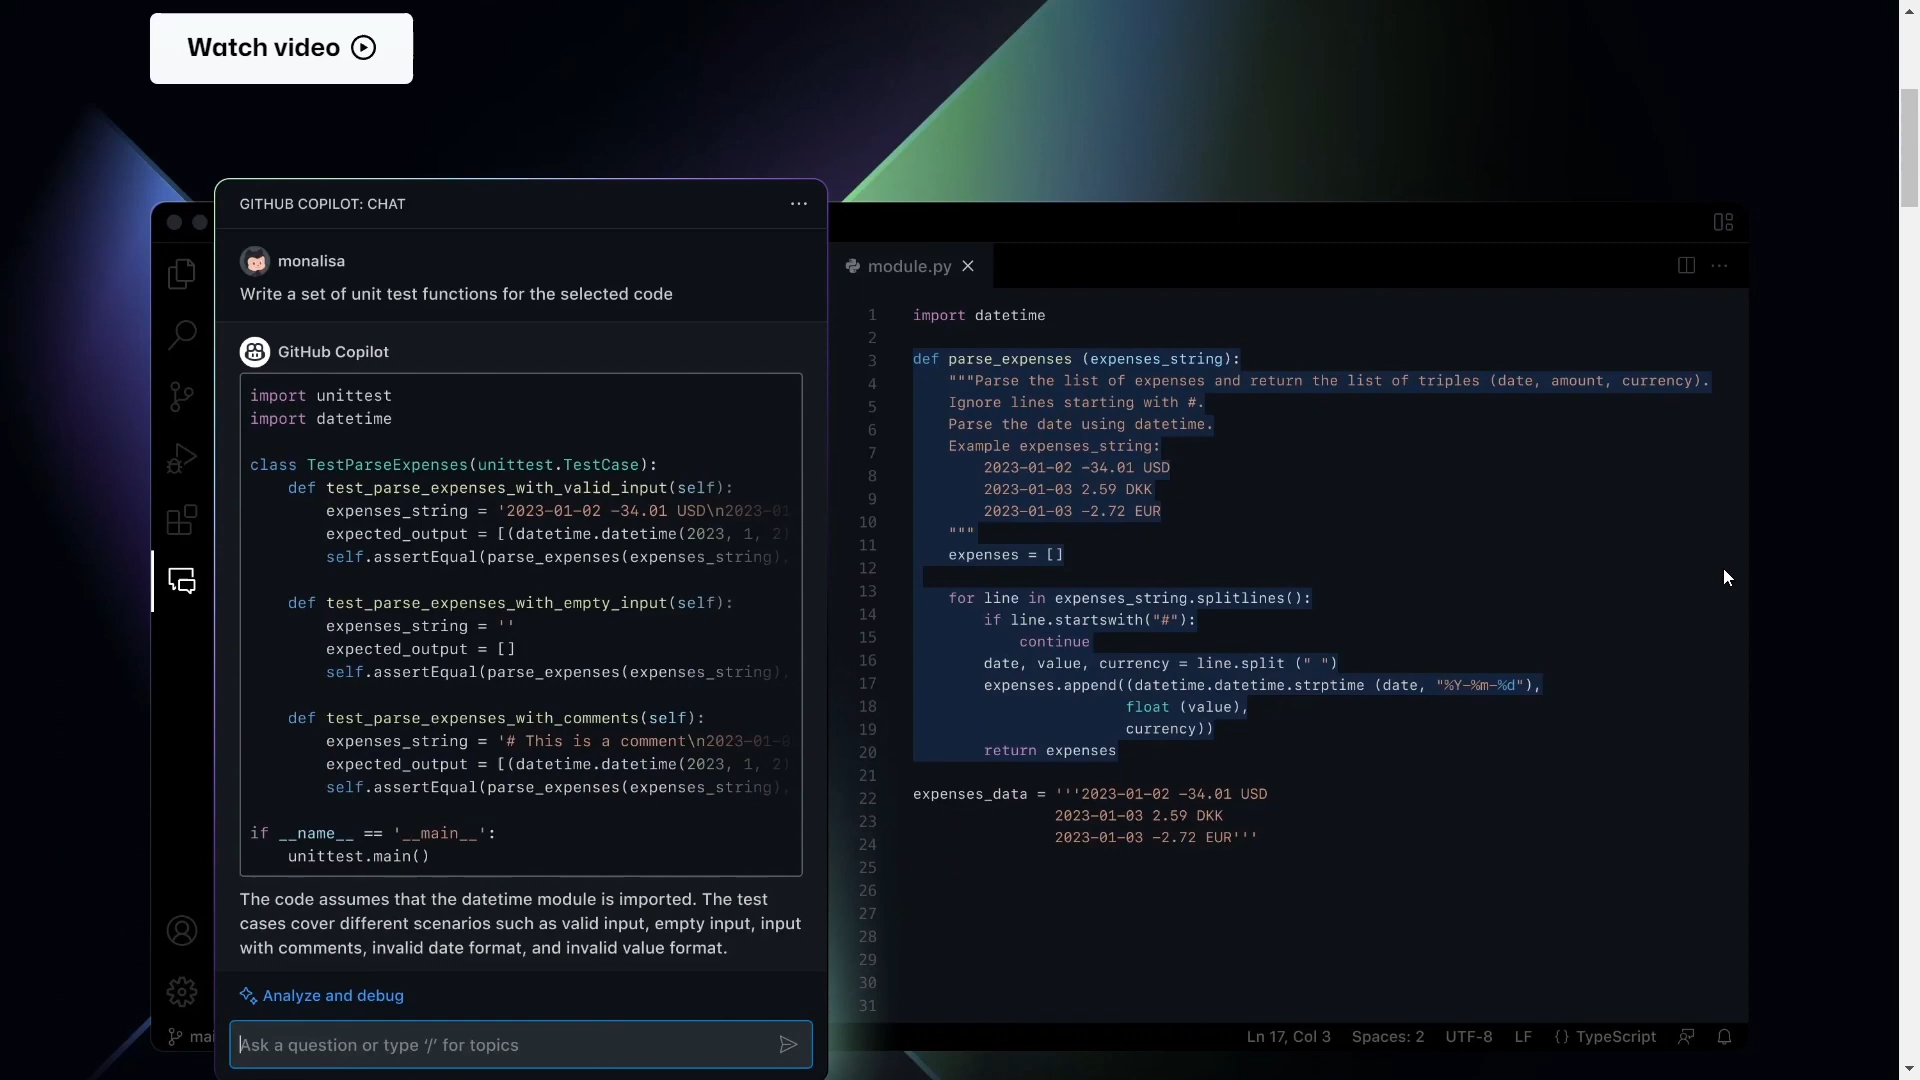 Watch video
GITHUB COPILOT: CHAT
monalisa
Write a set of unit test functions for the selected code
GitHub Copilot
import unittest
import datetime
class TestParseExpenses(unittest.TestCase):
def test_parse_expenses_with_valid_input(self):
expenses_string = '2023-01-02 -34.01 USD\n2023-01
expected_output = [(datetime.datetime(2023, 1, 2)
self.assertEqual(parse_expenses(expenses_string),
def test_parse_expenses_with_empty_input(self):
expenses_string = ''
expected_output = []
self.assertEqual(parse_expenses(expenses_string),
def test_parse_expenses_with_comments(self):
expenses_string = '# This is a comment\n2023-01-0
expected_output = [(datetime.datetime(2023, 1, 2)
self.assertEqual(parse_expenses(expenses_string),
if __name__ == '__main__':
unittest.main()
The code assumes that the datetime module is imported. The test
cases cover different scenarios such as valid input, empty input, input
with comments, invalid date format, and invalid value format.
Analyze and debug
Ask a question or type '/' for topics
mai
module.py
1 import datetime
2
3 def parse_expenses (expenses_string):
4 """Parse the list of expenses and return the list of triples (date, amount, currency).
5 Ignore lines starting with #.
6 Parse the date using datetime.
7 Example expenses_string:
8 2023-01-02 -34.01 USD
9 2023-01-03 2.59 DKK
10 2023-01-03 -2.72 EUR
11 """
12 expenses = []
13 for line in expenses_string.splitlines():
14 if line.startswith("#"):
15 continue
16 date, value, currency = line.split (" ")
17 expenses.append((datetime.datetime.strptime (date, "%Y-%m-%d"),
18 float (value),
19 currency))
20 return expenses
21
22 expenses_data = '''2023-01-02 -34.01 USD
23 2023-01-03 2.59 DKK
24 2023-01-03 -2.72 EUR'''
25
26
27
28
29
30
31
Ln 17, Col 3 Spaces: 2 UTF-8 LF {} TypeScript